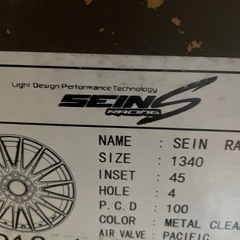 Light Design Performance Technology
SEIN S
RACING
NAME : SEIN RA
SIZE : 1340
INSET : 45
HOLE : 4
P.C.D : 100
COLOR : METAL CLEA
AIR VALVE : PACIFIC